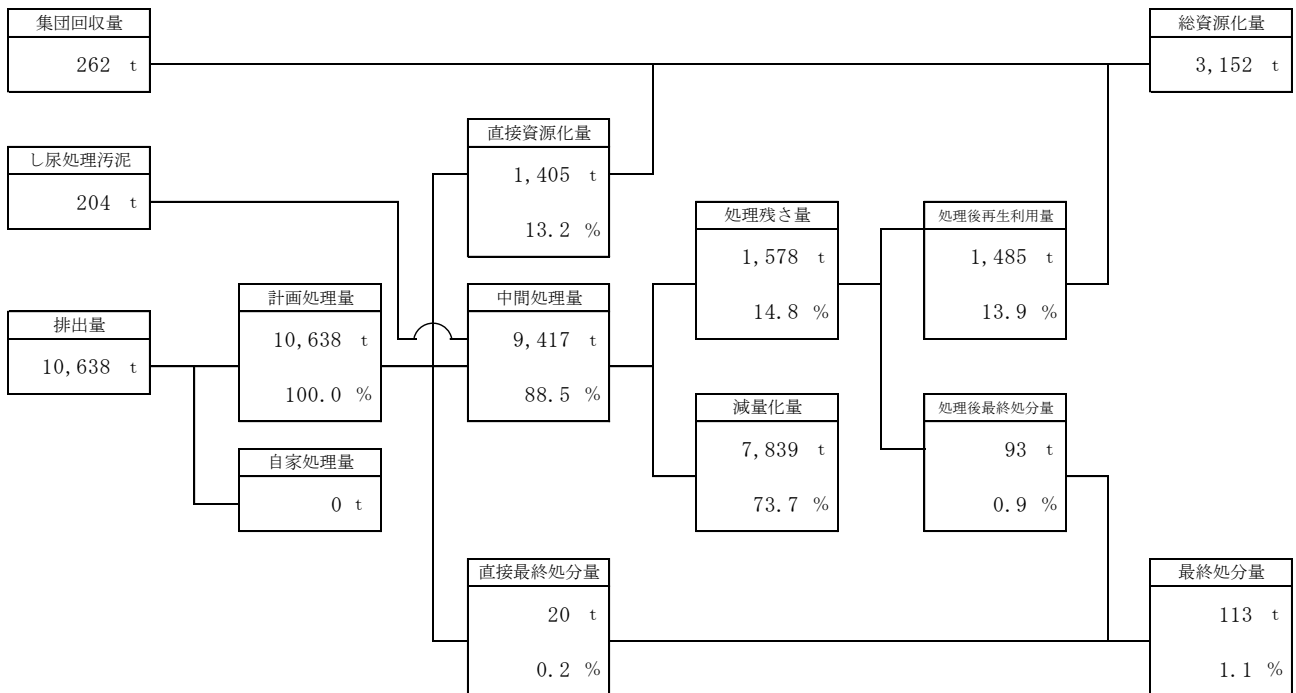 集団回収量
262 t
総資源化量
3,152 t
直接資源化量
1,405 t
13.2 %
し尿処理汚泥
204 t
処理残さ量
1,578 t
14.8 %
処理後再生利用量
1,485 t
13.9 %
計画処理量
10,638 t
100.0 %
中間処理量
9,417 t
88.5 %
排出量
10,638 t
減量化量
7,839 t
73.7 %
処理後最終処分量
93 t
0.9 %
自家処理量
0 t
直接最終処分量
20 t
0.2 %
最終処分量
113 t
1.1 %